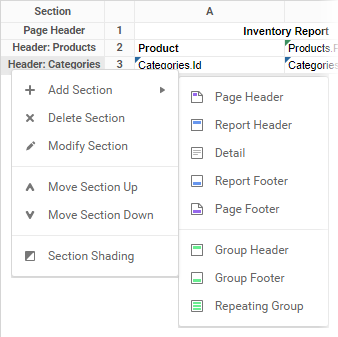 Section A
Page Header 1 Inventory Report
Header: Products 2 Product Products.P
Header: Categories 3 Categories.Id Categories
Add Section
Delete Section
Modify Section
Move Section Up
Move Section Down
Section Shading
Page Header
Report Header
Detail
Report Footer
Page Footer
Group Header
Group Footer
Repeating Group